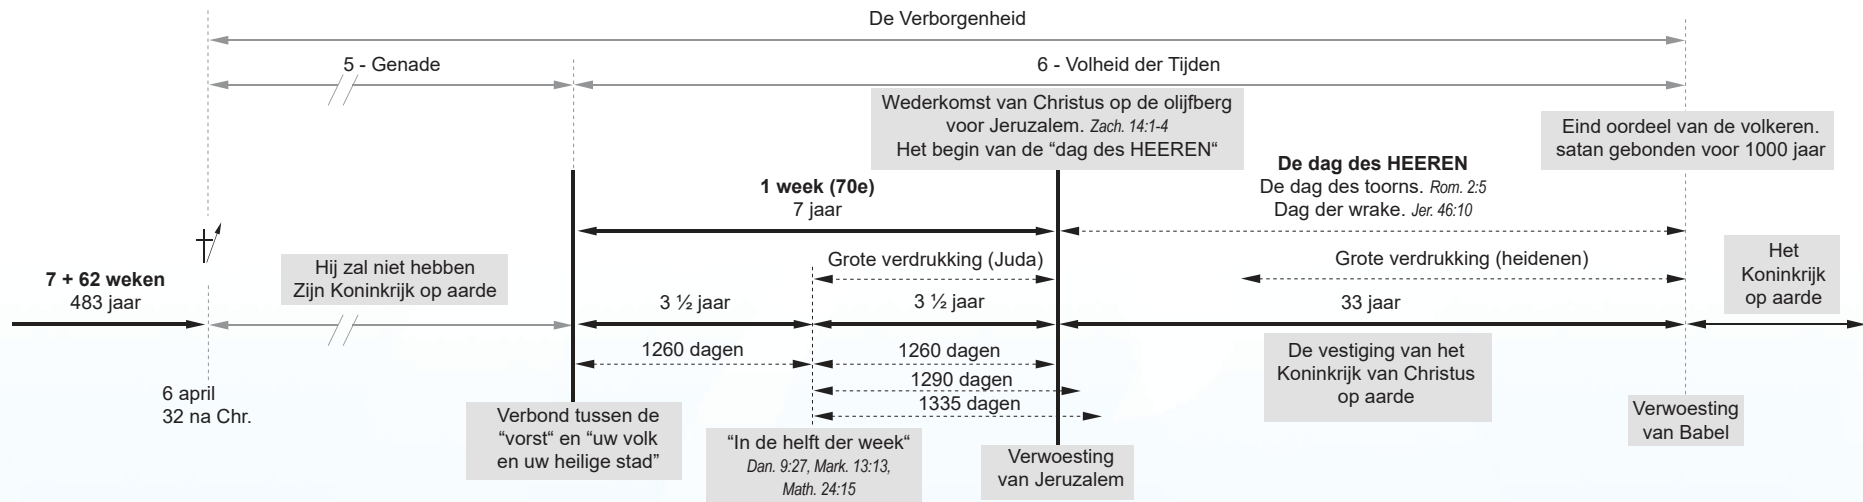 De Verborgenheid
5 - Genade
6 - Volheid der Tijden
Wederkomst van Christus op de olijfberg
voor Jeruzalem. Zach. 14:1-4
Het begin van de “dag des HEEREN“
Eind oordeel van de volkeren.
satan gebonden voor 1000 jaar
1 week (70e)
7 jaar
De dag des HEEREN
De dag des toorns. Rom. 2:5
Dag der wrake. Jer. 46:10
7 + 62 weken
483 jaar
Hij zal niet hebben
Zijn Koninkrijk op aarde
Grote verdrukking (Juda)
Grote verdrukking (heidenen)
Het
Koninkrijk
op aarde
3 ½ jaar
3 ½ jaar
33 jaar
1260 dagen
1260 dagen
1290 dagen
1335 dagen
De vestiging van het
Koninkrijk van Christus
op aarde
6 april
32 na Chr.
Verbond tussen de
“vorst“ en “uw volk
en uw heilige stad”
“In de helft der week“
Dan. 9:27, Mark. 13:13,
Math. 24:15
Verwoesting
van Jeruzalem
Verwoesting
van Babel